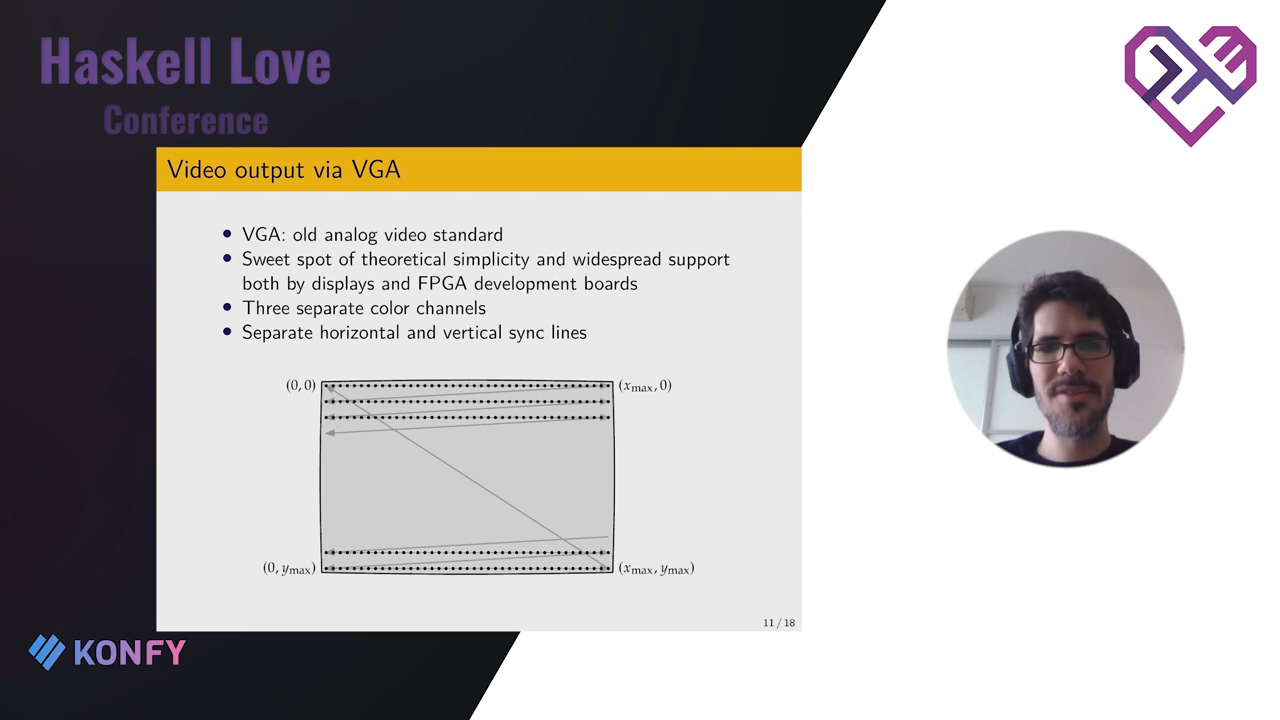 Haskell Love
Conference
Video output via VGA
• VGA: old analog video standard
• Sweet spot of theoretical simplicity and widespread support
both by displays and FPGA development boards
• Three separate color channels
• Separate horizontal and vertical sync lines
(0, 0)
(xmax, 0)
(0, ymax)
(xmax, ymax)
11 / 18
KONFY